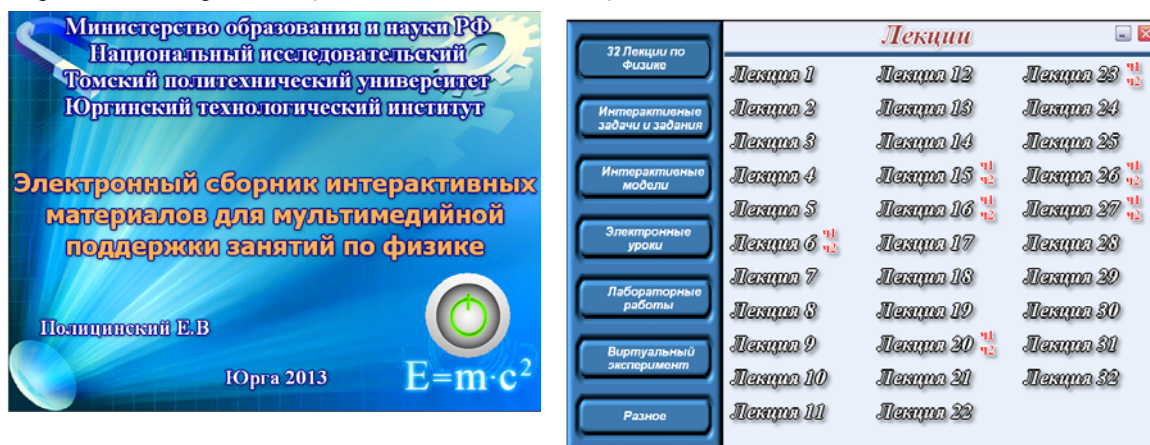 Министерство образования и науки РФ
Национальный исследовательский
Томский политехнический университет
Юргинский технологический институт
Электронный сборник интерактивных
материалов для мультимедийной
поддержки занятий по физике
Полицинский Е.В
Юрга 2013
E=m·c²
32 Лекции по
Физике
Интерактивные
задачи и задания
Интерактивные
модели
Электронные
уроки
Лабораторные
работы
Виртуальный
эксперимент
Разное
Лекции
Лекция 1
Лекция 2
Лекция 3
Лекция 4
Лекция 5
Лекция 6 ч1 ч2
Лекция 7
Лекция 8
Лекция 9
Лекция 10
Лекция 11
Лекция 12
Лекция 13
Лекция 14
Лекция 15 ч1 ч2
Лекция 16 ч1 ч2
Лекция 17
Лекция 18
Лекция 19
Лекция 20 ч1 ч2
Лекция 21
Лекция 22
Лекция 23 ч1 ч2
Лекция 24
Лекция 25
Лекция 26 ч1 ч2
Лекция 27 ч1 ч2
Лекция 28
Лекция 29
Лекция 30
Лекция 31
Лекция 32